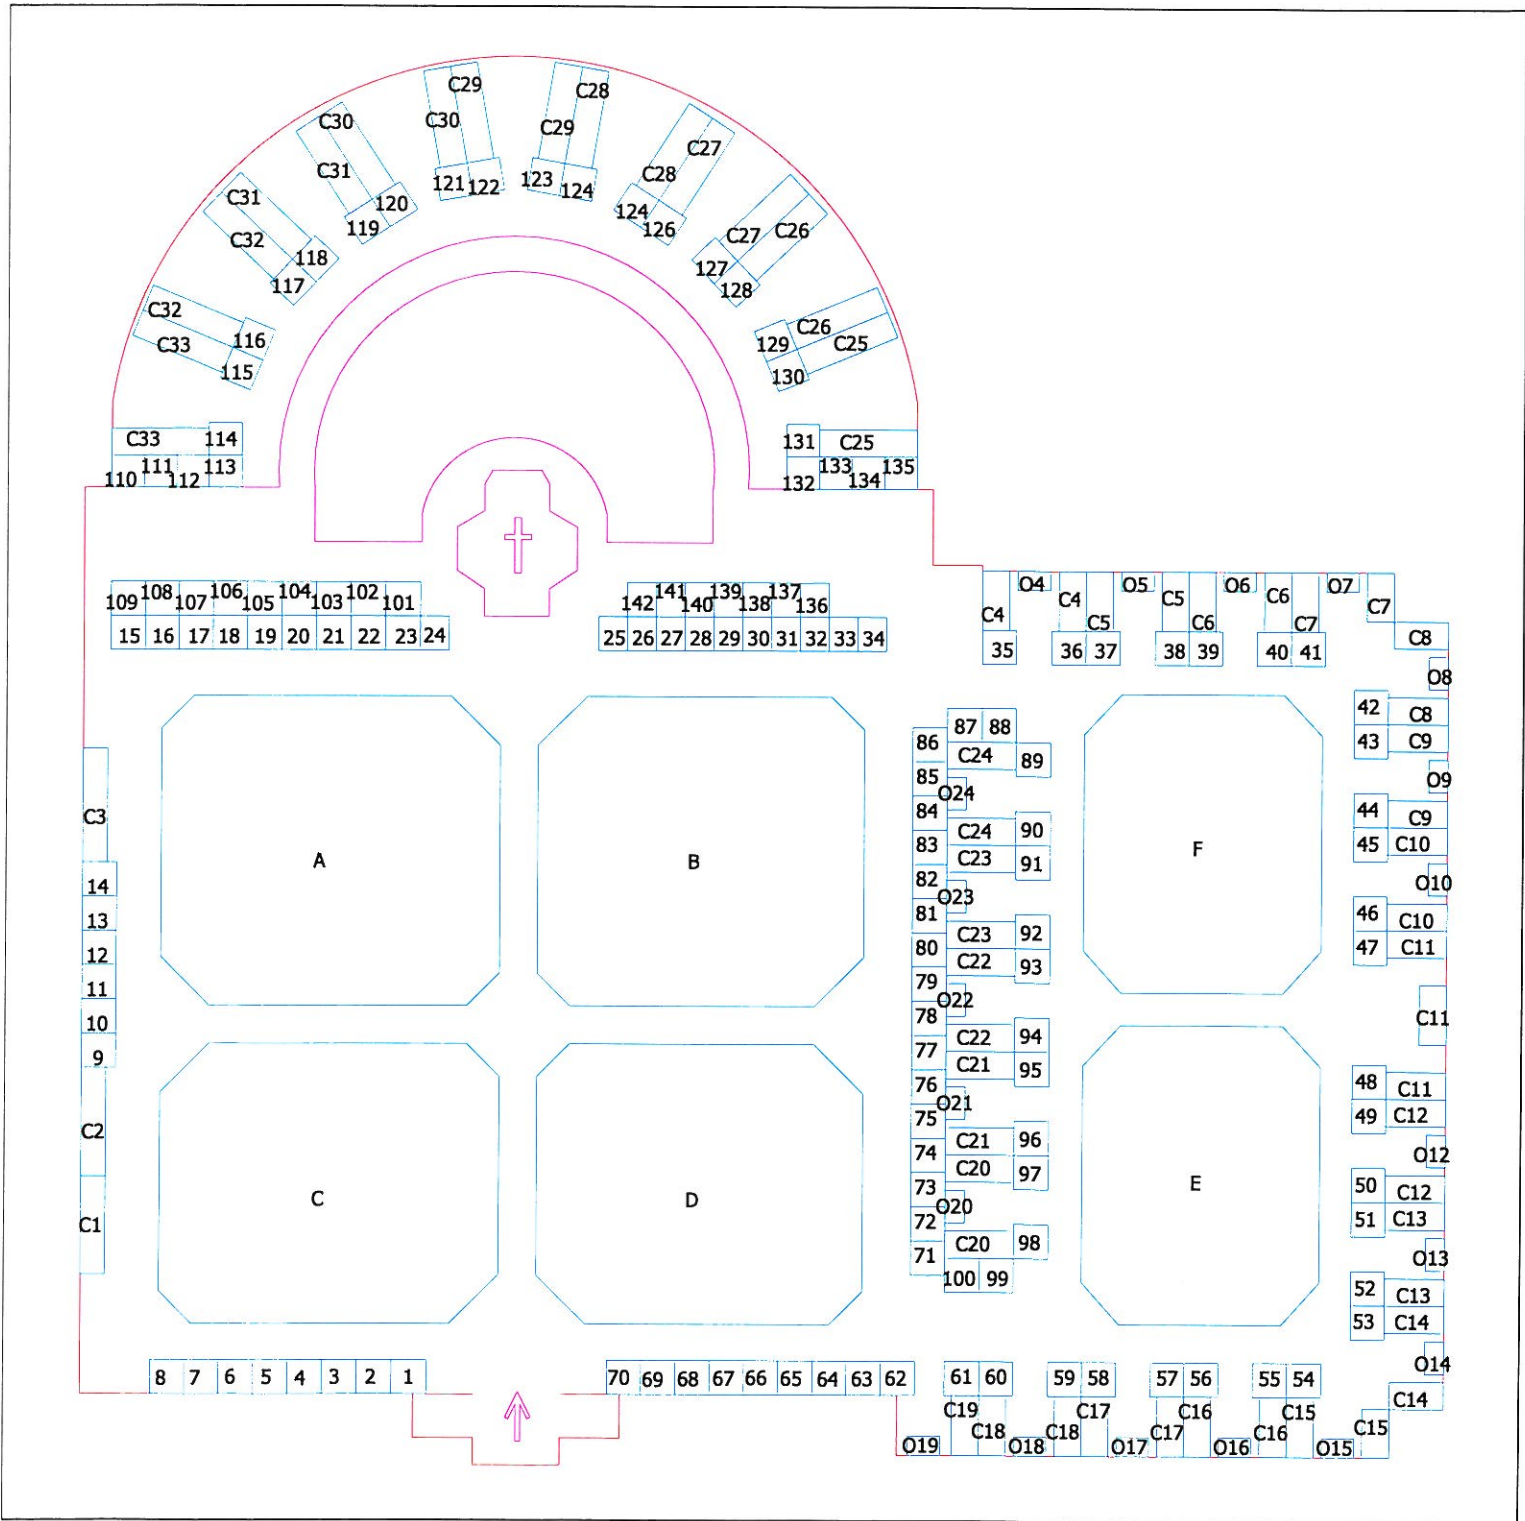 C29
C28
C30
C29
C30
C27
C31
C28
121 122
123 124
C31
120
124
C32
119
126
C27
C26
118
127
117
128
C32
C26
C33
116
129
C25
115
130
C33 114
131 C25
110 111 112 113
132 133 134 135
O4 O5 O6 O7
C4 C4 C5 C5 C6 C6 C7 C7
C8
109 108 107 106 105 104 103 102 101
142 141 140 139 138 137 136
15 16 17 18 19 20 21 22 23 24
25 26 27 28 29 30 31 32 33 34
35 36 37 38 39 40 41
O8
42 C8
43 C9
87 88
86
C24 89
85
O9
O24
84
C24 90
44 C9
C3
83
45 C10
A
B
F
C23 91
82
O10
14
O23
81
46 C10
13
C23 92
80
47 C11
12
C22 93
79
11
O22
C11
78
10
C22 94
77
9
C21 95
76
48 C11
O21
75
49 C12
C2
C21 96
74
O12
C20 97
73
50 C12
C
D
E
O20
72
51 C13
C1
C20 98
71
O13
100 99
52 C13
53 C14
O14
8 7 6 5 4 3 2 1
70 69 68 67 66 65 64 63 62
61 60 59 58 57 56 55 54
C14
C19 C18 C18 C17 C17 C16 C16 C15 C15
O19 O18 O17 O16 O15